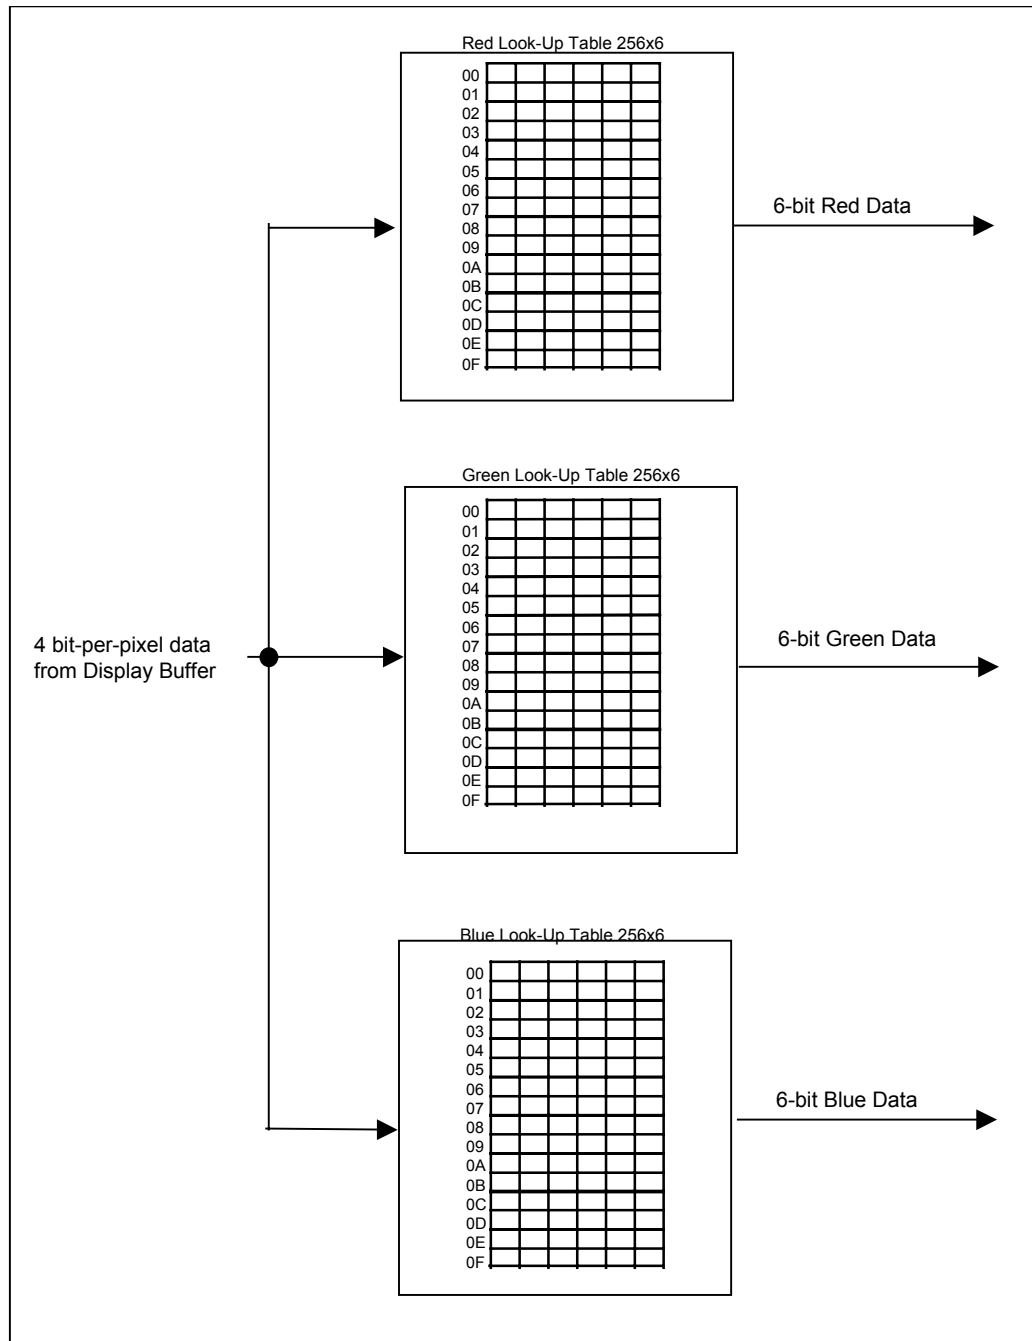 Red Look-Up Table 256x6
00
01
02
03
04
05
06
07
08
09
0A
0B
0C
0D
0E
0F
6-bit Red Data
Green Look-Up Table 256x6
00
01
02
03
04
05
06
07
08
09
0A
0B
0C
0D
0E
0F
4 bit-per-pixel data
from Display Buffer
6-bit Green Data
Blue Look-Up Table 256x6
00
01
02
03
04
05
06
07
08
09
0A
0B
0C
0D
0E
0F
6-bit Blue Data